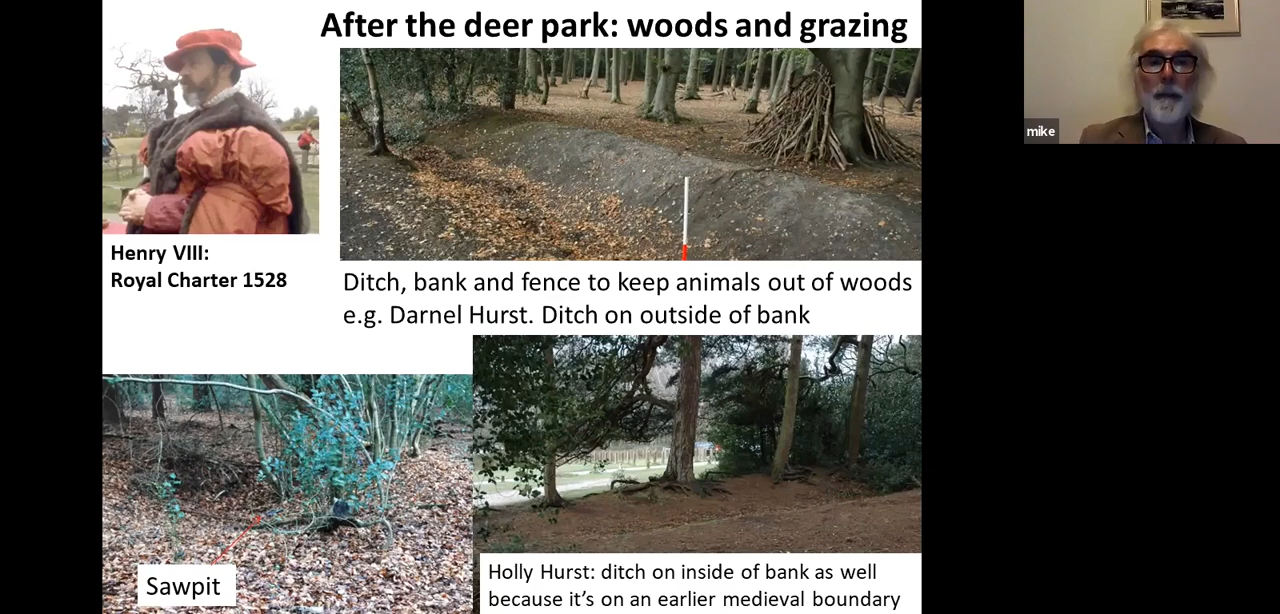 After the deer park: woods and grazing
mike
Henry VIII:
Royal Charter 1528
Ditch, bank and fence to keep animals out of woods
e.g. Darnel Hurst. Ditch on outside of bank
Sawpit
Holly Hurst: ditch on inside of bank as well
because it’s on an earlier medieval boundary